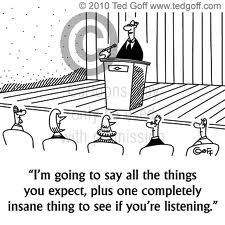 © 2010 Ted Goff www.tedgoff.com
GOFF
"I'm going to say all the things
you expect, plus one completely
insane thing to see if you're listening."